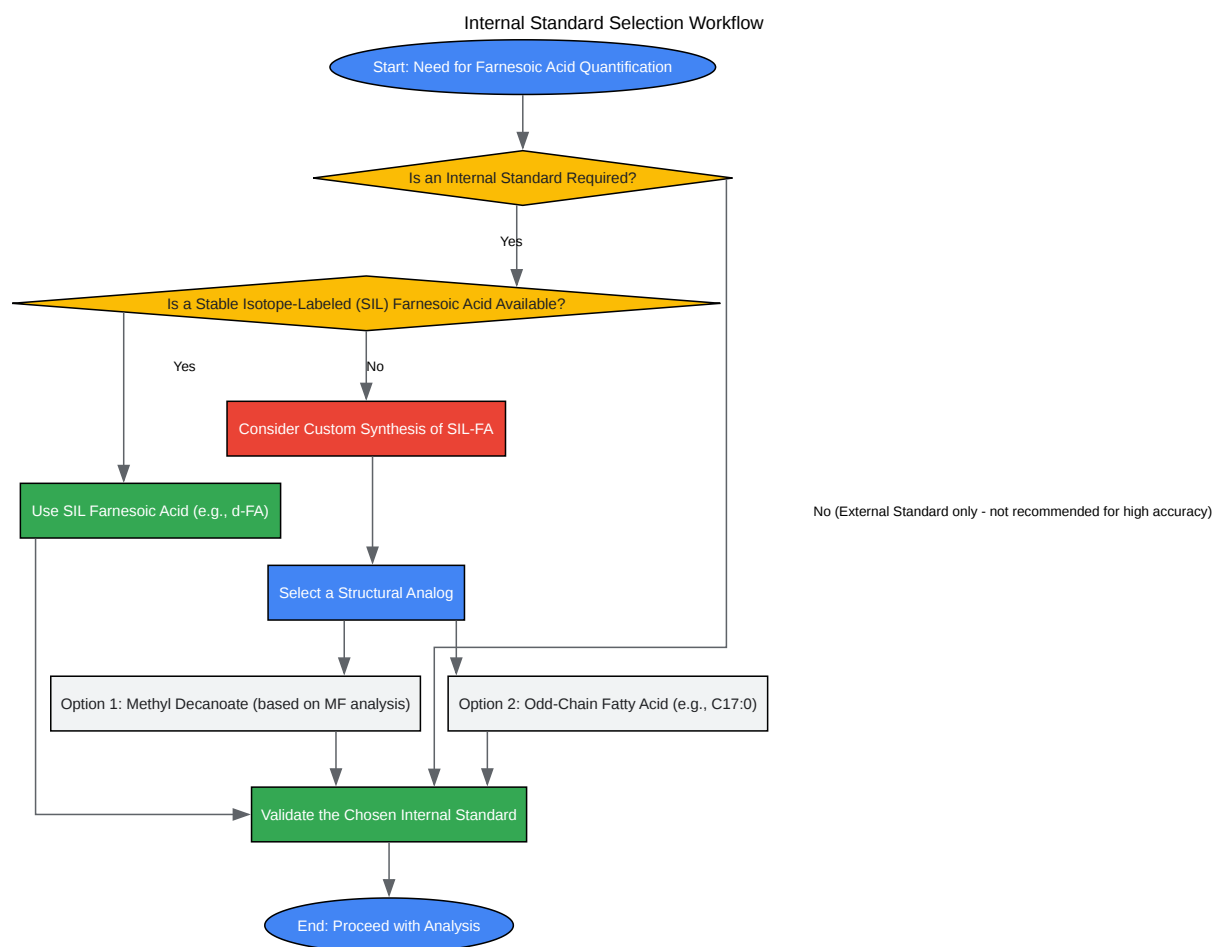 Internal Standard Selection Workflow
Start: Need for Farnesoic Acid Quantification
Is an Internal Standard Required?
Yes
Is a Stable Isotope-Labeled (SIL) Farnesoic Acid Available?
Yes
No
Consider Custom Synthesis of SIL-FA
Use SIL Farnesoic Acid (e.g., d-FA)
No (External Standard only - not recommended for high accuracy)
Select a Structural Analog
Option 1: Methyl Decanoate (based on MF analysis)
Option 2: Odd-Chain Fatty Acid (e.g., C17:0)
Validate the Chosen Internal Standard
End: Proceed with Analysis